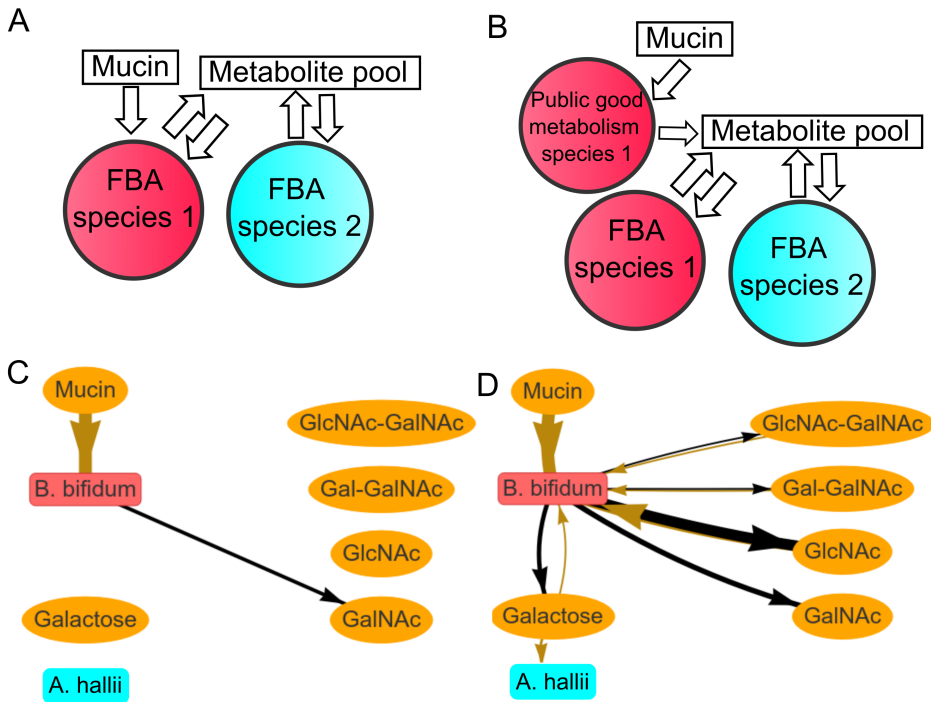 A
Mucin
Metabolite pool
FBA
species 1
FBA
species 2
B
Mucin
Public good
metabolism
species 1
Metabolite pool
FBA
species 1
FBA
species 2
C
Mucin
GlcNAc-GalNAc
B. bifidum
Gal-GalNAc
GlcNAc
Galactose
GalNAc
A. hallii
D
Mucin
GlcNAc-GalNAc
B. bifidum
Gal-GalNAc
GlcNAc
Galactose
GalNAc
A. hallii